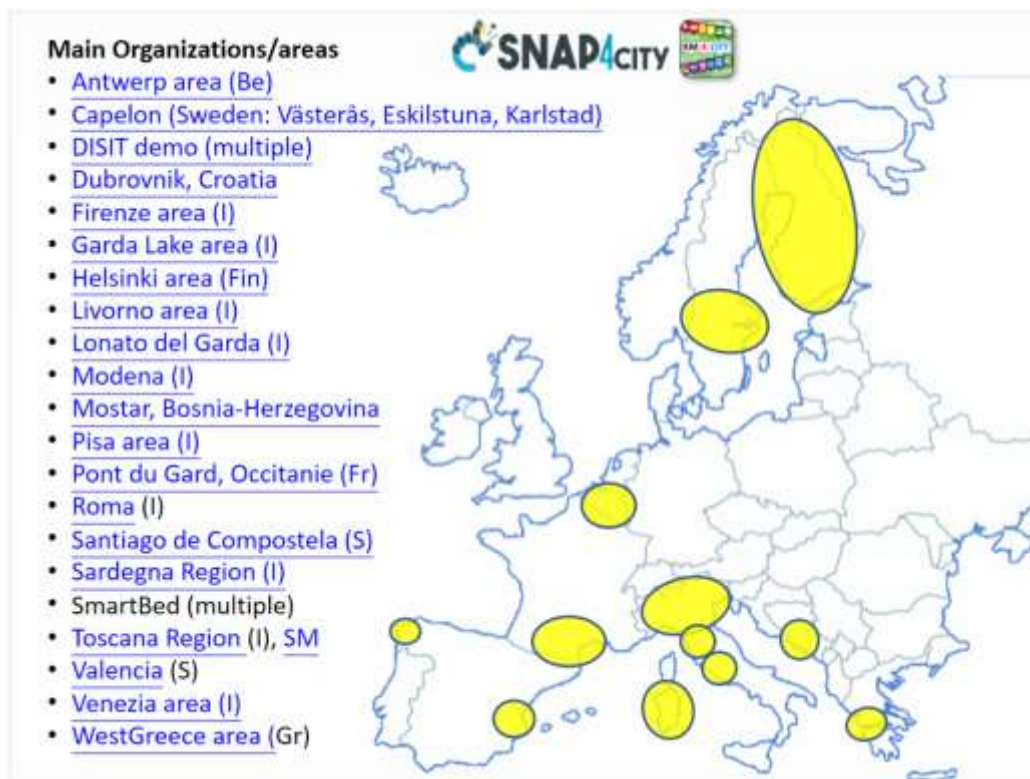 SNAP4CITY
KM4CITY
Main Organizations/areas
• Antwerp area (Be)
• Capelon (Sweden: Västerås, Eskilstuna, Karlstad)
• DISIT demo (multiple)
• Dubrovnik, Croatia
• Firenze area (I)
• Garda Lake area (I)
• Helsinki area (Fin)
• Livorno area (I)
• Lonato del Garda (I)
• Modena (I)
• Mostar, Bosnia-Herzegovina
• Pisa area (I)
• Pont du Gard, Occitanie (Fr)
• Roma (I)
• Santiago de Compostela (S)
• Sardegna Region (I)
• SmartBed (multiple)
• Toscana Region (I), SM
• Valencia (S)
• Venezia area (I)
• WestGreece area (Gr)